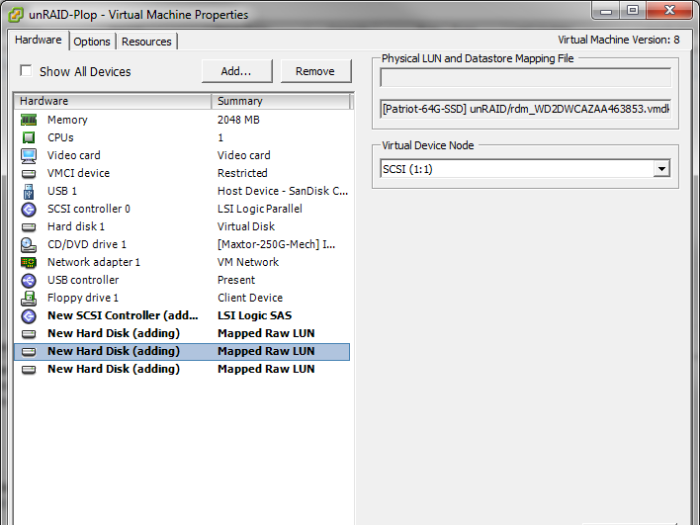 unRAID-Plop - Virtual Machine Properties
Hardware Options Resources Virtual Machine Version: 8
Show All Devices Add... Remove
Hardware Summary
Memory 2048 MB
CPUs 1
Video card Video card
VMCI device Restricted
USB 1 Host Device - SanDisk C...
SCSI controller 0 LSI Logic Parallel
Hard disk 1 Virtual Disk
CD/DVD drive 1 [Maxtor-250G-Mech] I...
Network adapter 1 VM Network
USB controller Present
Floppy drive 1 Client Device
New SCSI Controller (add... LSI Logic SAS
New Hard Disk (adding) Mapped Raw LUN
New Hard Disk (adding) Mapped Raw LUN
New Hard Disk (adding) Mapped Raw LUN
Physical LUN and Datastore Mapping File
[Patriot-64G-SSD] unRAID/rdm_WD2DWCAZAA463853.vmdk
Virtual Device Node
SCSI (1:1)